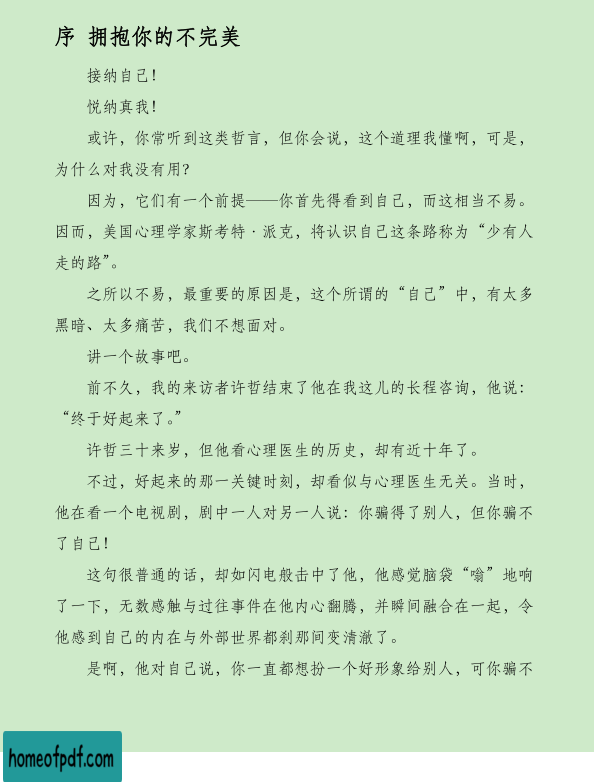 序 拥抱你的不完美
接纳自己！
悦纳真我！
或许，你常听到这类哲言，但你会说，这个道理我懂啊，可是，
为什么对我没有用？
因为，它们有一个前提——你首先得看到自己，而这相当不易。
因而，美国心理学家斯考特·派克，将认识自己这条路称为“少有人
走的路”。
之所以不易，最重要的原因是，这个所谓的“自己”中，有太多
黑暗、太多痛苦，我们不想面对。
讲一个故事吧。
前不久，我的来访者许哲结束了他在我这儿的长程咨询，他说：
“终于好起来了。”
许哲三十来岁，但他看心理医生的历史，却有近十年了。
不过，好起来的那一关键时刻，却看似与心理医生无关。当时，
他在看一个电视剧，剧中一人对另一人说：你骗得了别人，但你骗不
了自己！
这句很普通的话，却如闪电般击中了他，他感觉脑袋“嗡”地响
了一下，无数感触与过往事件在他内心翻腾，并瞬间融合在一起，令
他感到自己的内在与外部世界都刹那间变清澈了。
是啊，他对自己说，你一直都想扮一个好形象给别人，可你骗不
homeofpdf.com